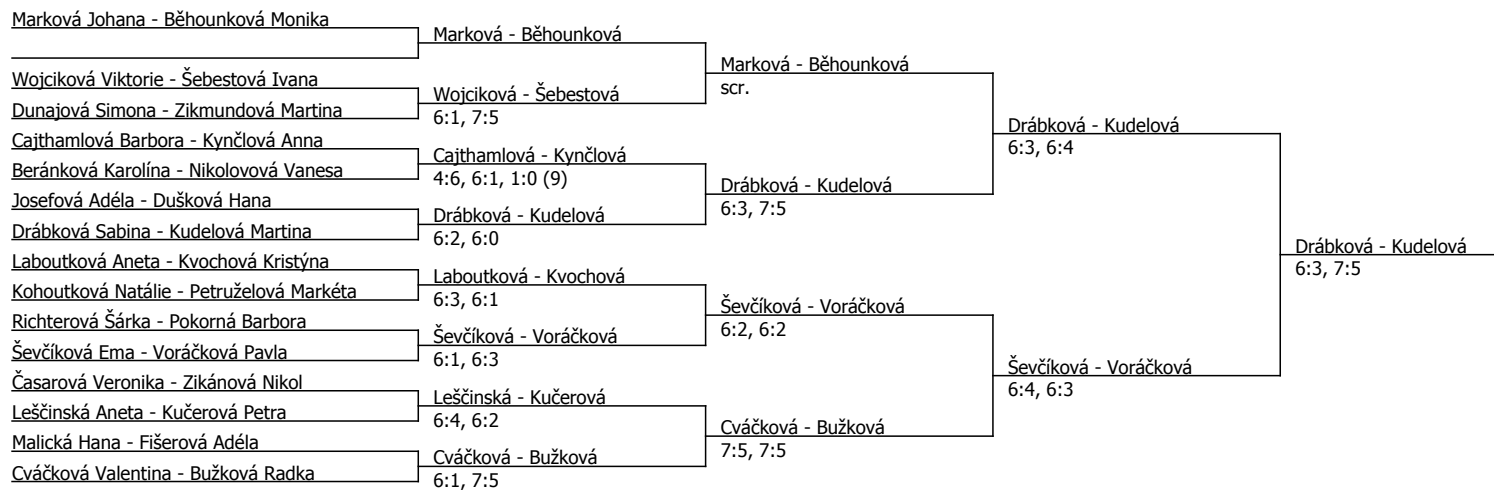 Marková Johana - Běhounková Monika
Wojciková Viktorie - Šebestová Ivana
Dunajová Simona - Zikmundová Martina
Cajthamlová Barbora - Kynčlová Anna
Beránková Karolína - Nikolovová Vanesa
Josefová Adéla - Dušková Hana
Drábková Sabina - Kudelová Martina
Laboutková Aneta - Kvochová Kristýna
Kohoutková Natálie - Petruželová Markéta
Richterová Šárka - Pokorná Barbora
Ševčíková Ema - Voráčková Pavla
Časarová Veronika - Zikánová Nikol
Leščinská Aneta - Kučerová Petra
Malická Hana - Fišerová Adéla
Cváčková Valentina - Bužková Radka
Marková - Běhounková
Wojciková - Šebestová
6:1, 7:5
Cajthamlová - Kynčlová
4:6, 6:1, 1:0 (9)
Drábková - Kudelová
6:2, 6:0
Laboutková - Kvochová
6:3, 6:1
Ševčíková - Voráčková
6:1, 6:3
Leščinská - Kučerová
6:4, 6:2
Cváčková - Bužková
6:1, 7:5
Marková - Běhounková
scr.
Drábková - Kudelová
6:3, 7:5
Ševčíková - Voráčková
6:2, 6:2
Cváčková - Bužková
7:5, 7:5
Drábková - Kudelová
6:3, 6:4
Ševčíková - Voráčková
6:4, 6:3
Drábková - Kudelová
6:3, 7:5